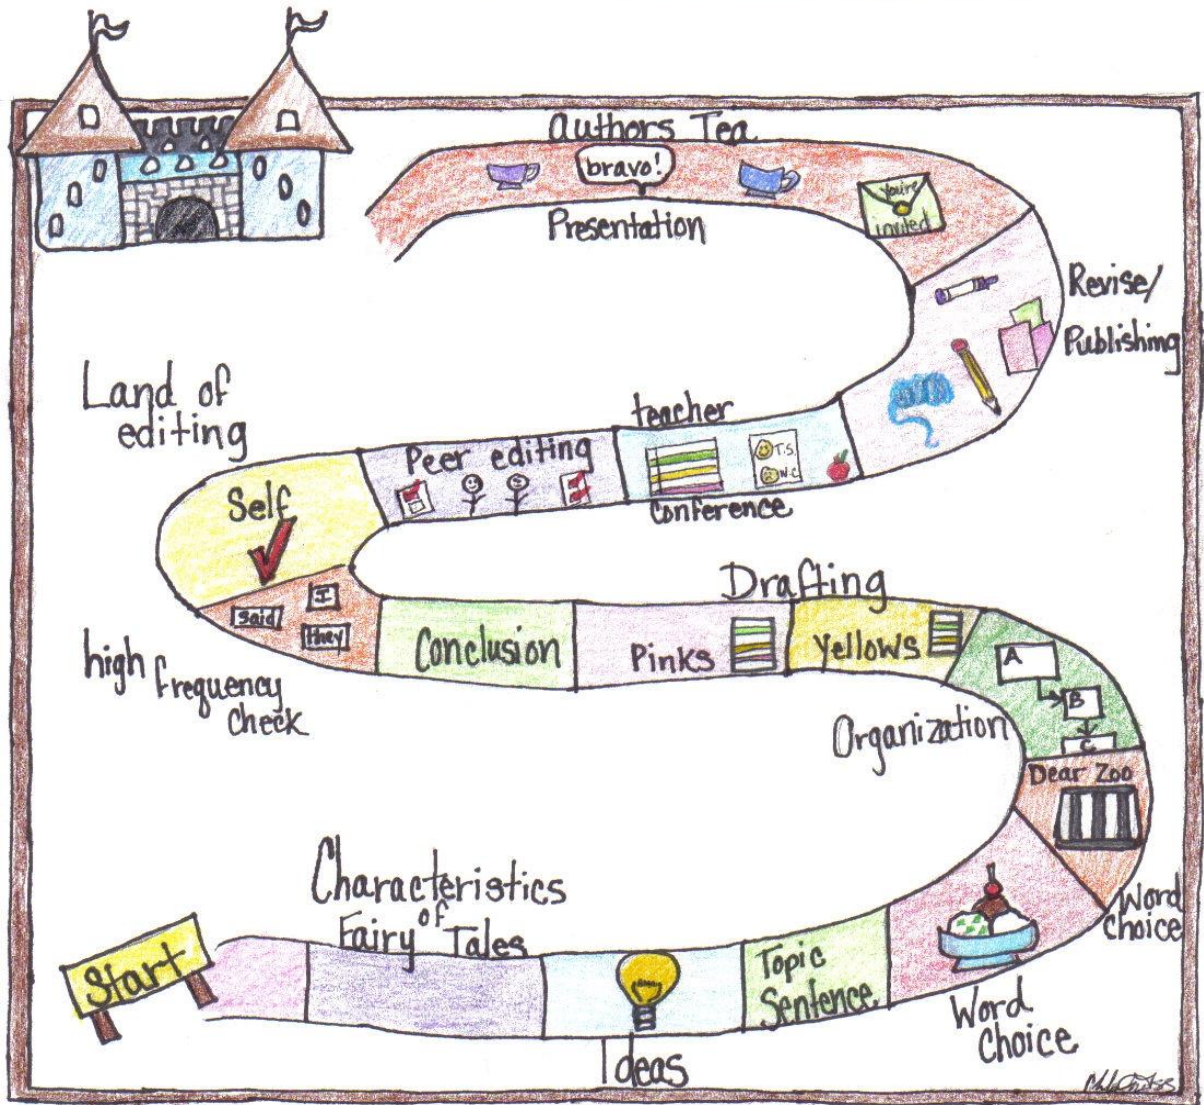 Authors Tea
bravo!
You're
invited
Presentation
Revise/
Publishing
Land of
editing
teacher
Peer editing
T.S.
W.C.
Conference
Self
Drafting
said
I
they
Conclusion
Pinks
Yellows
A
B
C
high frequency
check
Organization
Dear Zoo
Word
choice
Characteristics
of
Fairy Tales
Start
Topic
Sentence
Word
Choice
Ideas